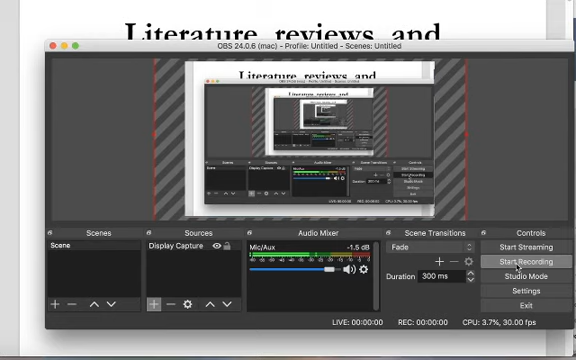 Literature, reviews, and
OBS 24.0.6 (mac) - Profile: Untitled - Scenes: Untitled
Literature, reviews, and
Scenes
Sources
Audio Mixer
Scene Transitions
Controls
Scene
Display Capture
Mic/Aux
-1.5 dB
Fade
Duration
300 ms
Start Streaming
Start Recording
Studio Mode
Settings
Exit
LIVE: 00:00:00
REC: 00:00:00
CPU: 3.7%, 30.00 fps